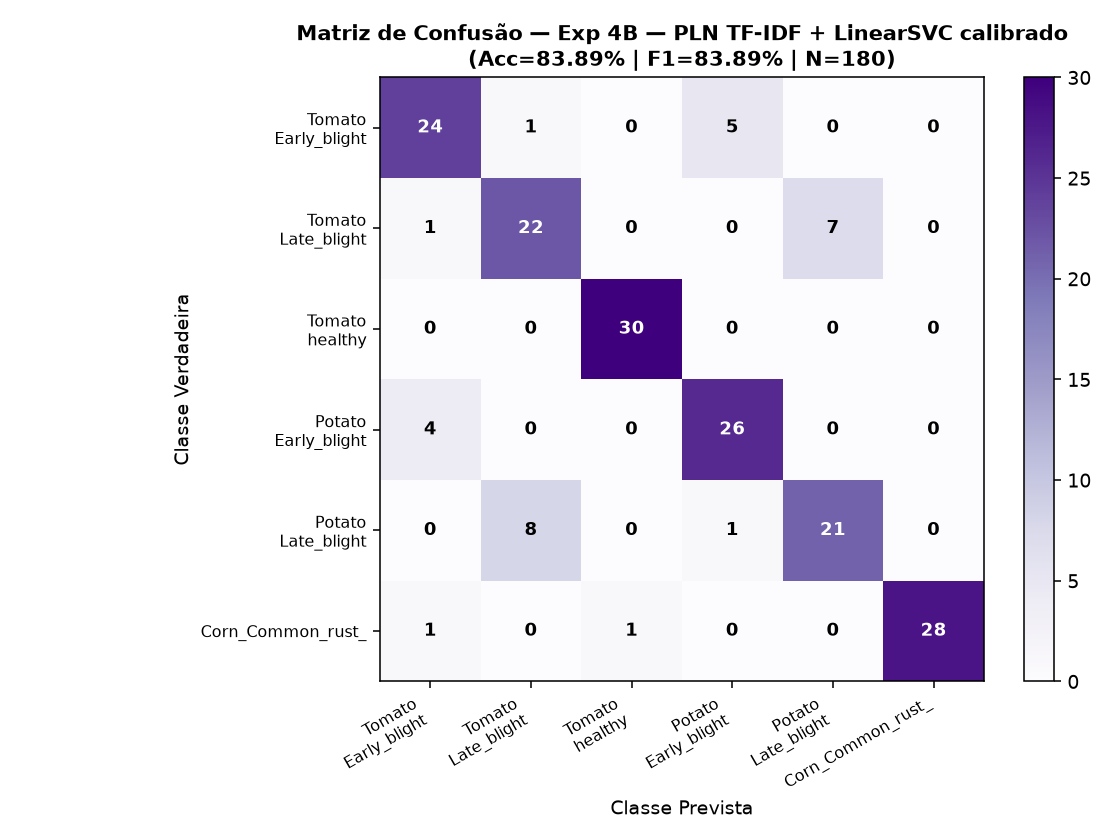 Matriz de Confusão — Exp 4B — PLN TF-IDF + LinearSVC calibrado
(Acc=83.89% | F1=83.89% | N=180)
Tomato
Early_blight
24 1 0 5 0 0
Tomato
Late_blight
1 22 0 0 7 0
Tomato
healthy
0 0 30 0 0 0
Potato
Early_blight
4 0 0 26 0 0
Potato
Late_blight
0 8 0 1 21 0
Corn_Common_rust_
1 0 1 0 0 28
Classe Verdadeira
Tomato
Early_blight
Tomato
Late_blight
Tomato
healthy
Potato
Early_blight
Potato
Late_blight
Corn_Common_rust_
Classe Prevista
30
25
20
15
10
5
0